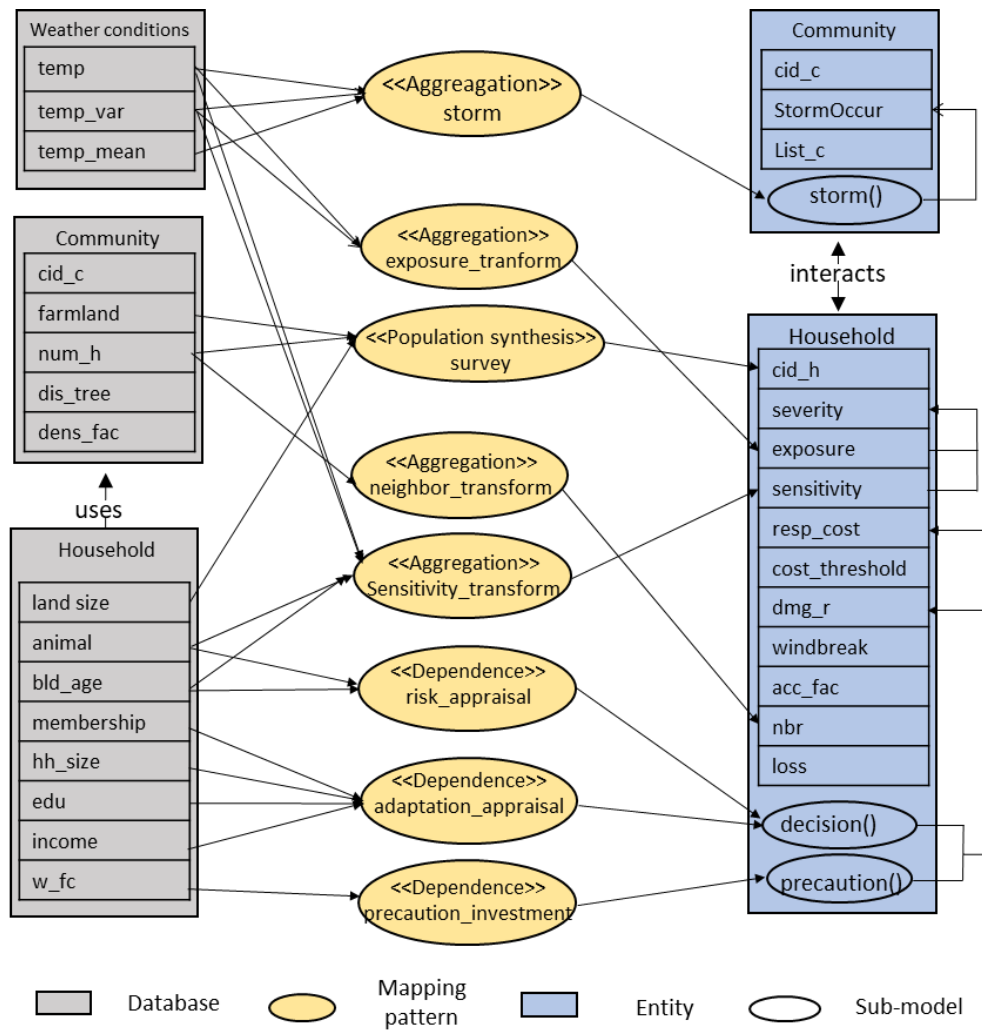 Weather conditions
temp
temp_var
temp_mean
Community
cid_c
farmland
num_h
dis_tree
dens_fac
uses
Household
land size
animal
bld_age
membership
hh_size
edu
income
w_fc
<<Aggreagation>>
storm
<<Aggregation>>
exposure_tranform
<<Population synthesis>>
survey
<<Aggregation>>
neighbor_transform
<<Aggregation>>
Sensitivity_transform
<<Dependence>>
risk_appraisal
<<Dependence>>
adaptation_appraisal
<<Dependence>>
precaution_investment
Community
cid_c
StormOccur
List_c
storm()
interacts
Household
cid_h
severity
exposure
sensitivity
resp_cost
cost_threshold
dmg_r
windbreak
acc_fac
nbr
loss
decision()
precaution()
Database
Mapping
pattern
Entity
Sub-model